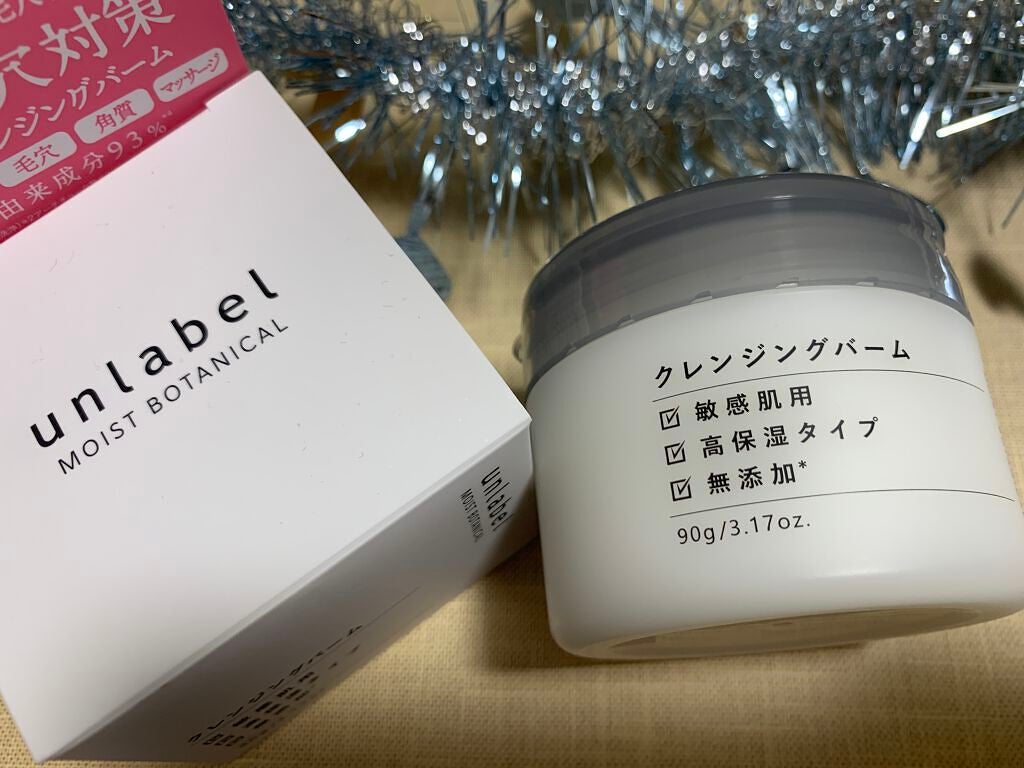 穴対策
ンジングバーム
毛穴 角質 マッサージ
由来成分93%
unlabel
MOIST BOTANICAL
unlabel
MOIST BOTANICAL
クレンジングバーム
☑ 敏感肌用
☑ 高保湿タイプ
☑ 無添加*
90g/3.17oz.